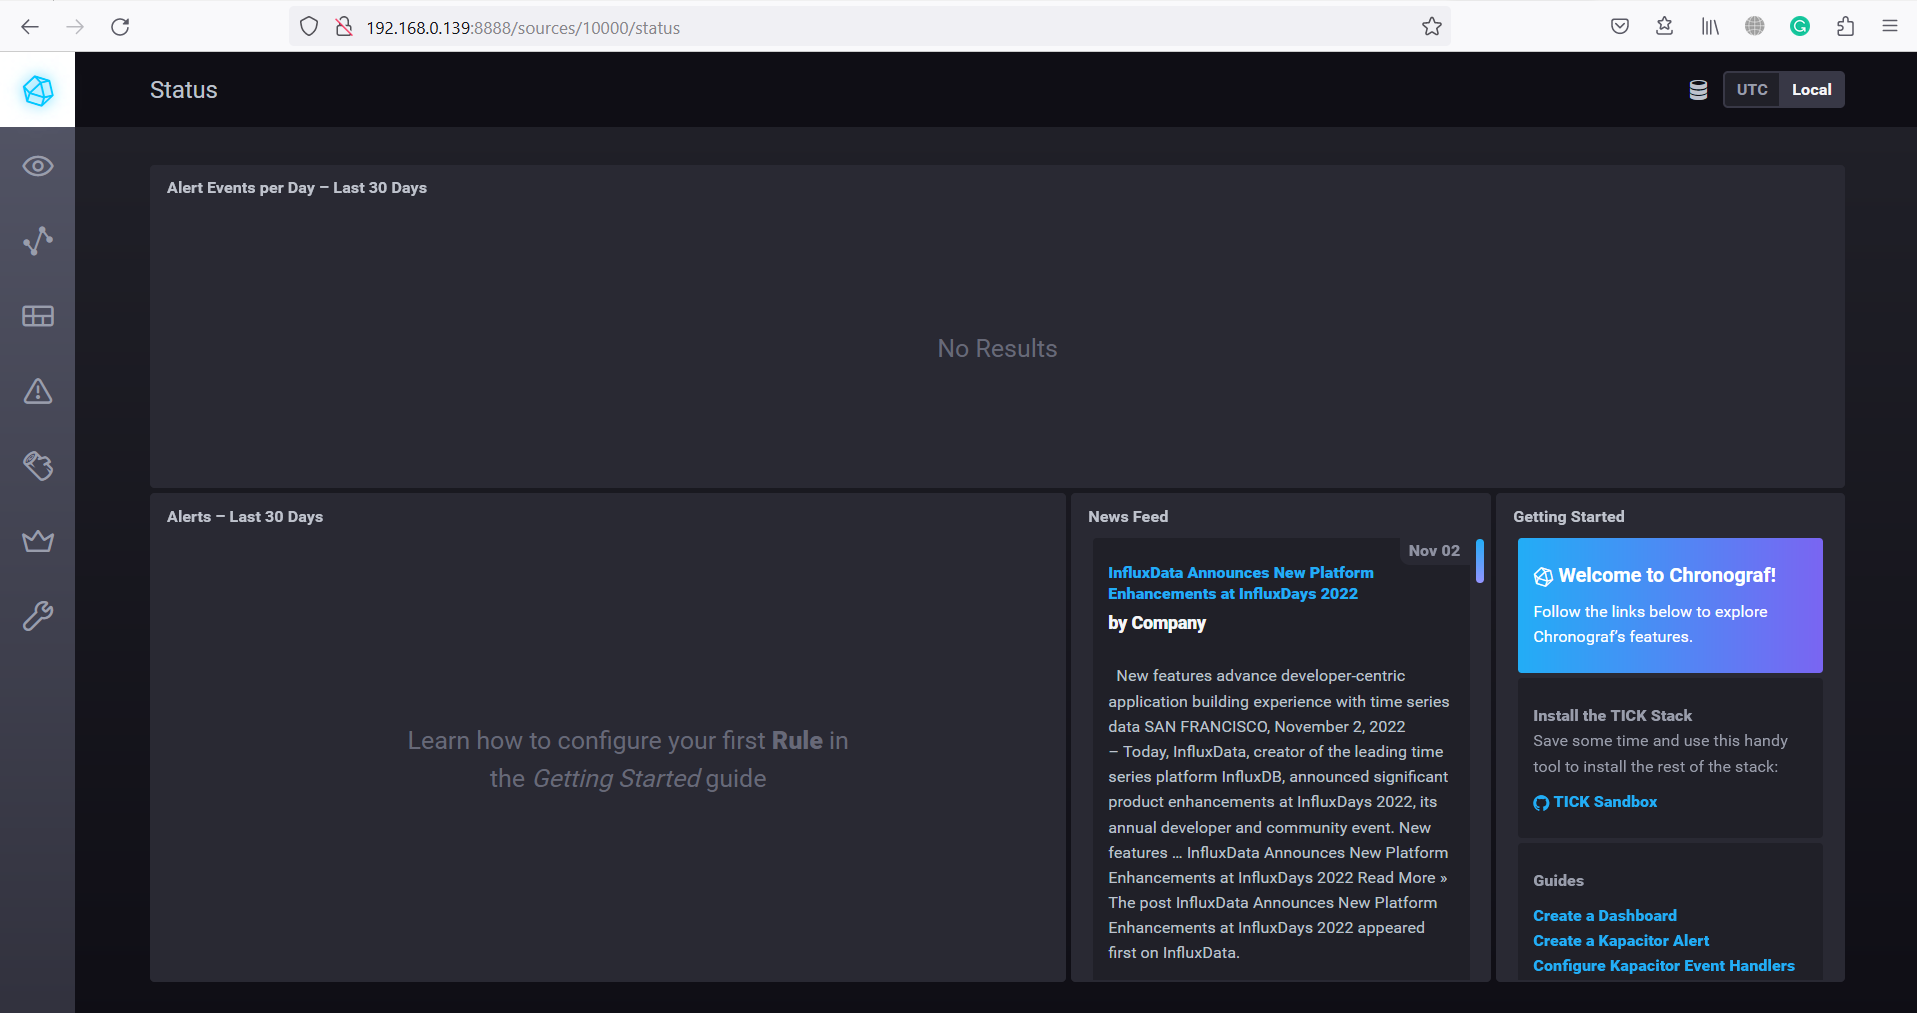 192.168.0.139:8888/sources/10000/status
Status
UTC
Local
Alert Events per Day – Last 30 Days
No Results
Alerts – Last 30 Days
Learn how to configure your first Rule in
the Getting Started guide
News Feed
Nov 02
InfluxData Announces New Platform
Enhancements at InfluxDays 2022
by Company
New features advance developer-centric
application building experience with time series
data SAN FRANCISCO, November 2, 2022
– Today, InfluxData, creator of the leading time
series platform InfluxDB, announced significant
product enhancements at InfluxDays 2022, its
annual developer and community event. New
features … InfluxData Announces New Platform
Enhancements at InfluxDays 2022 Read More »
The post InfluxData Announces New Platform
Enhancements at InfluxDays 2022 appeared
first on InfluxData.
Getting Started
Welcome to Chronograf!
Follow the links below to explore
Chronograf’s features.
Install the TICK Stack
Save some time and use this handy
tool to install the rest of the stack:
TICK Sandbox
Guides
Create a Dashboard
Create a Kapacitor Alert
Configure Kapacitor Event Handlers